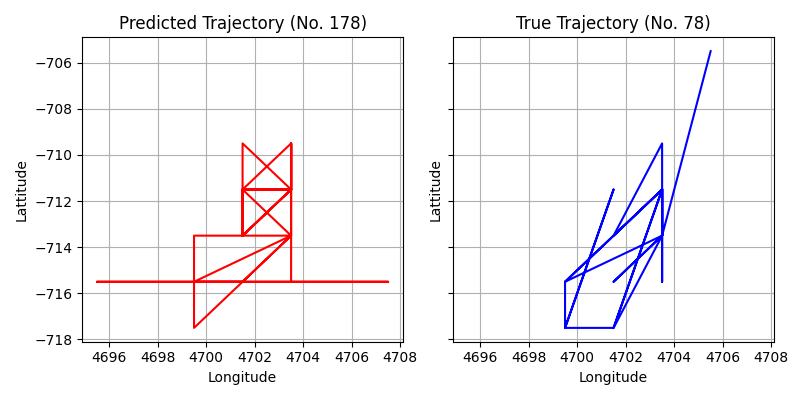 Predicted Trajectory (No. 178)
True Trajectory (No. 78)
−706
−708
−710
−712
−714
−716
−718
Lattitude
Lattitude
4696 4698 4700 4702 4704 4706 4708
4696 4698 4700 4702 4704 4706 4708
Longitude
Longitude